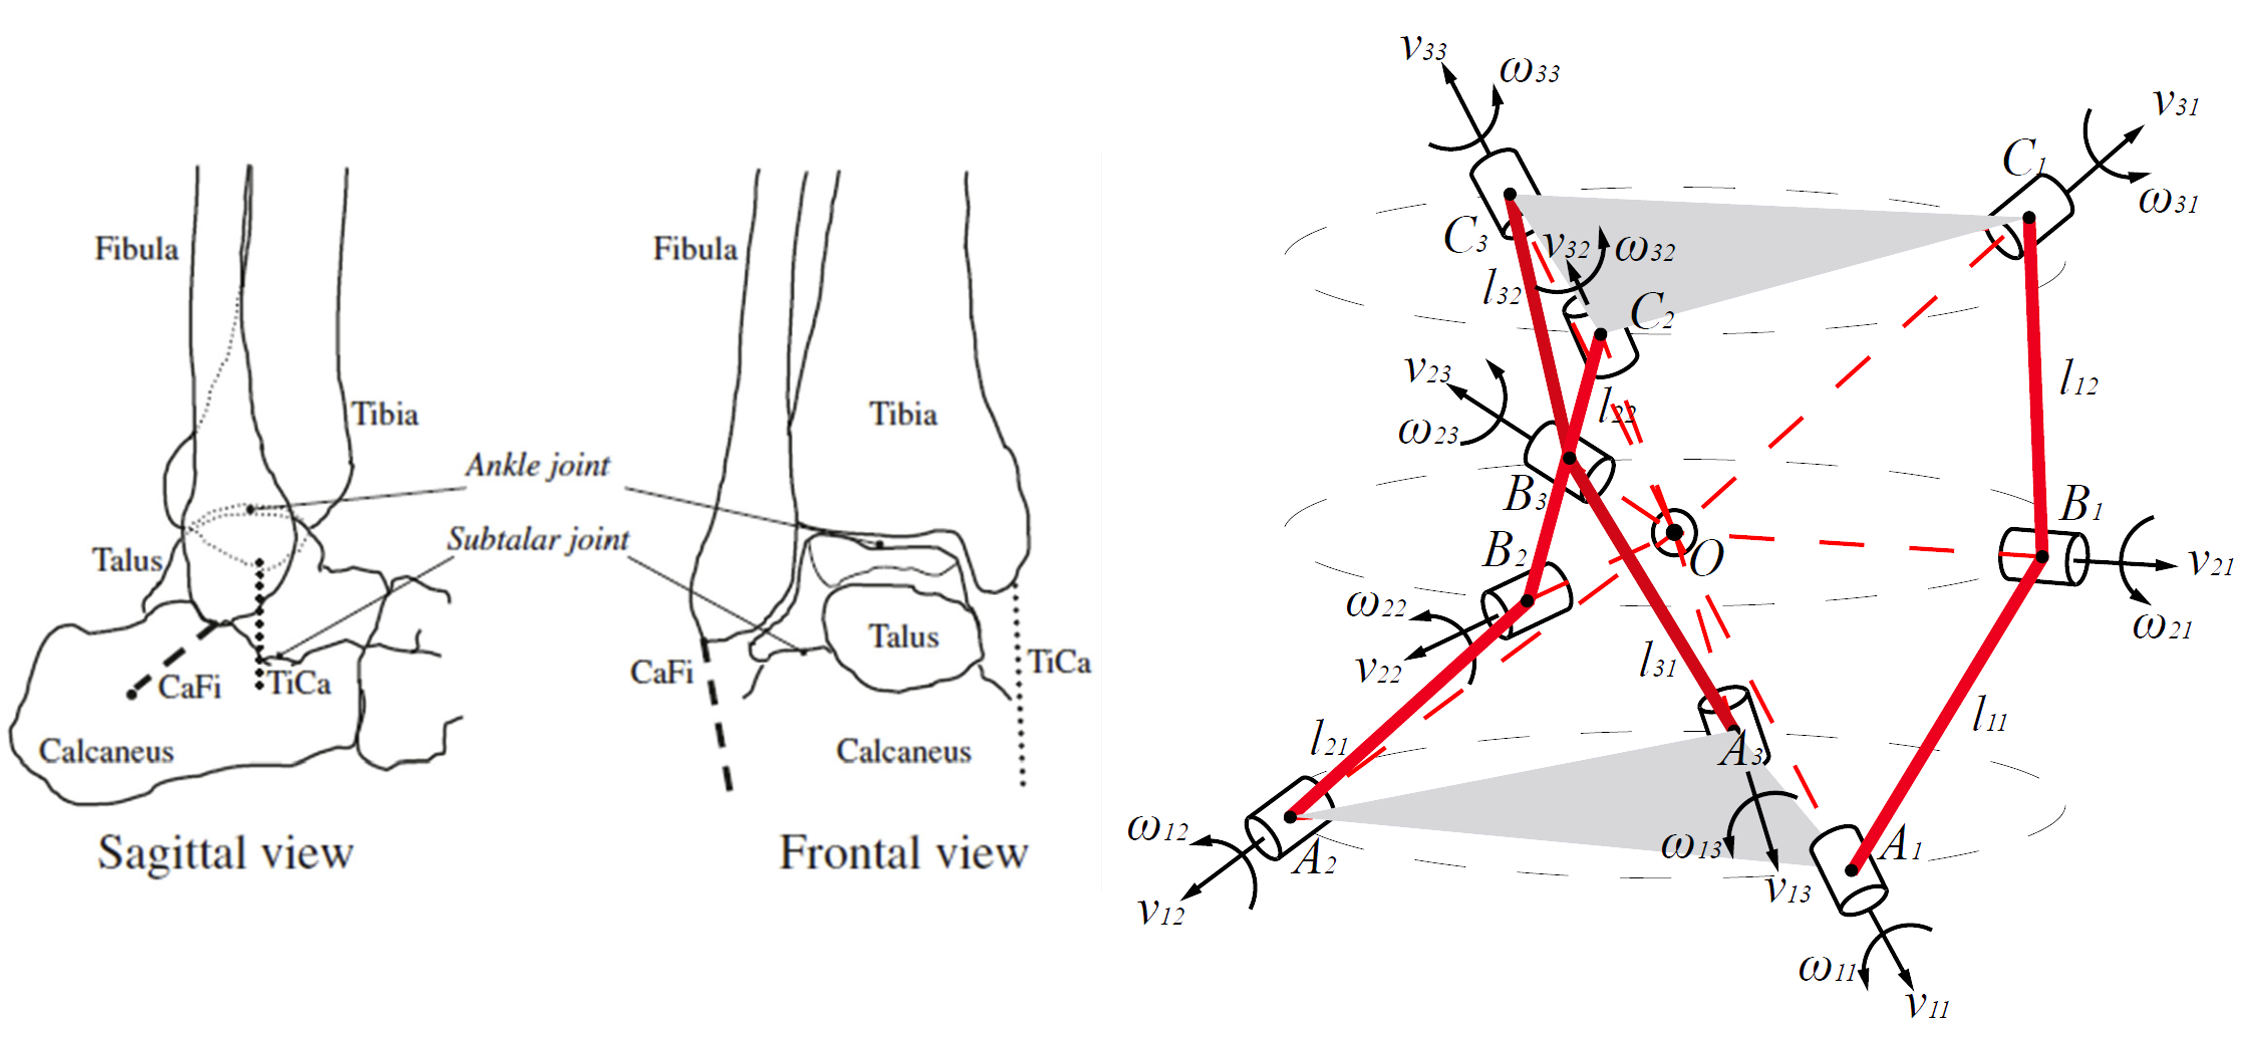 Fibula
Tibia
Ankle joint
Subtalar joint
Talus
CaFi
TiCa
Calcaneus
Sagittal view
Fibula
Tibia
Talus
CaFi
TiCa
Calcaneus
Frontal view
v33
ω33
v31
ω31
C1
C3
v32
ω32
l32
C2
v23
ω23
l22
l12
B3
B1
B2
O
v21
ω21
ω22
v22
l31
l21
l11
A3
ω12
v12
A2
ω13
v13
A1
ω11
v11